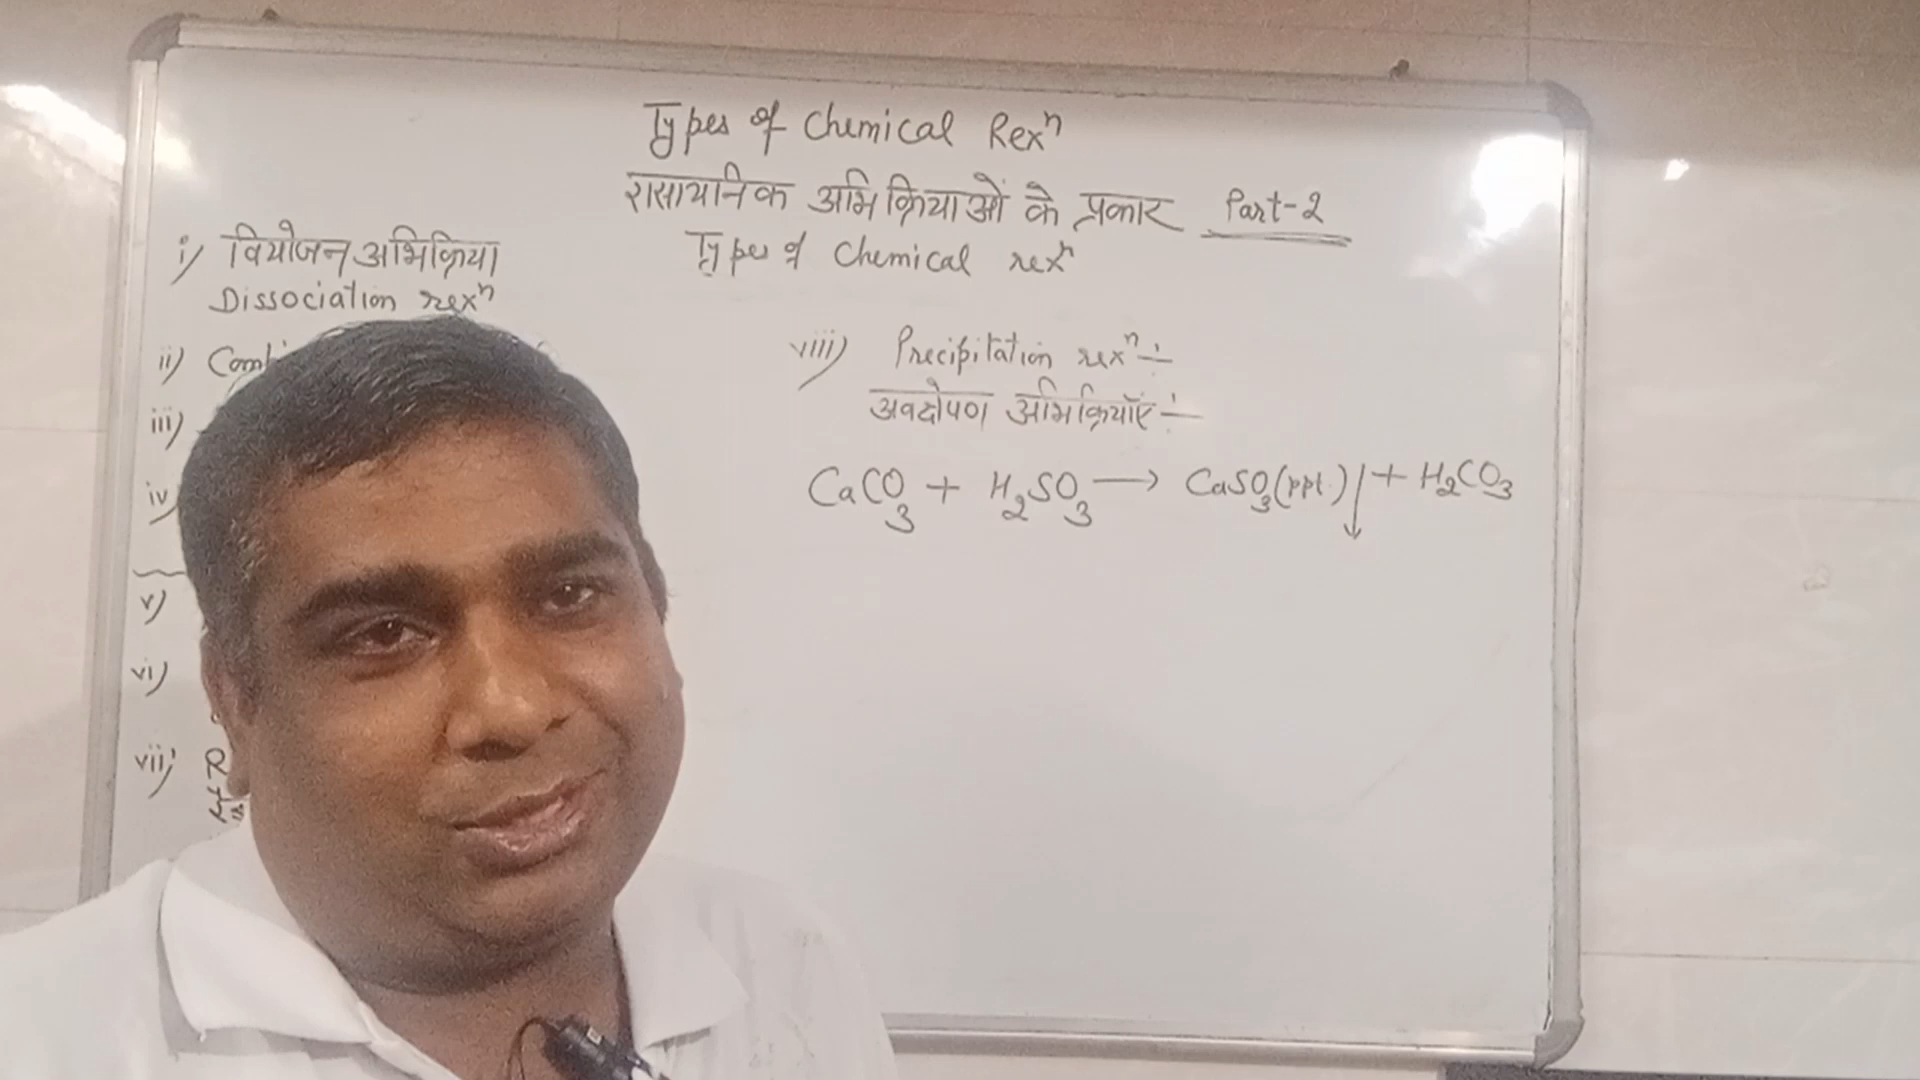 Types of Chemical Rexⁿ
रासायनिक अभिक्रियाओं के प्रकार Part-2
Types of Chemical rexⁿ
i) वियोजन अभिक्रिया
Dissociation rexⁿ
ii)
iii)
iv)
v)
vi)
vii)
viii) Precipitation rexⁿ :-
अवक्षेपण अभिक्रियाएँ :-
CaCO₃ + H₂SO₃ → CaSO₃(ppt.)↓ + H₂CO₃